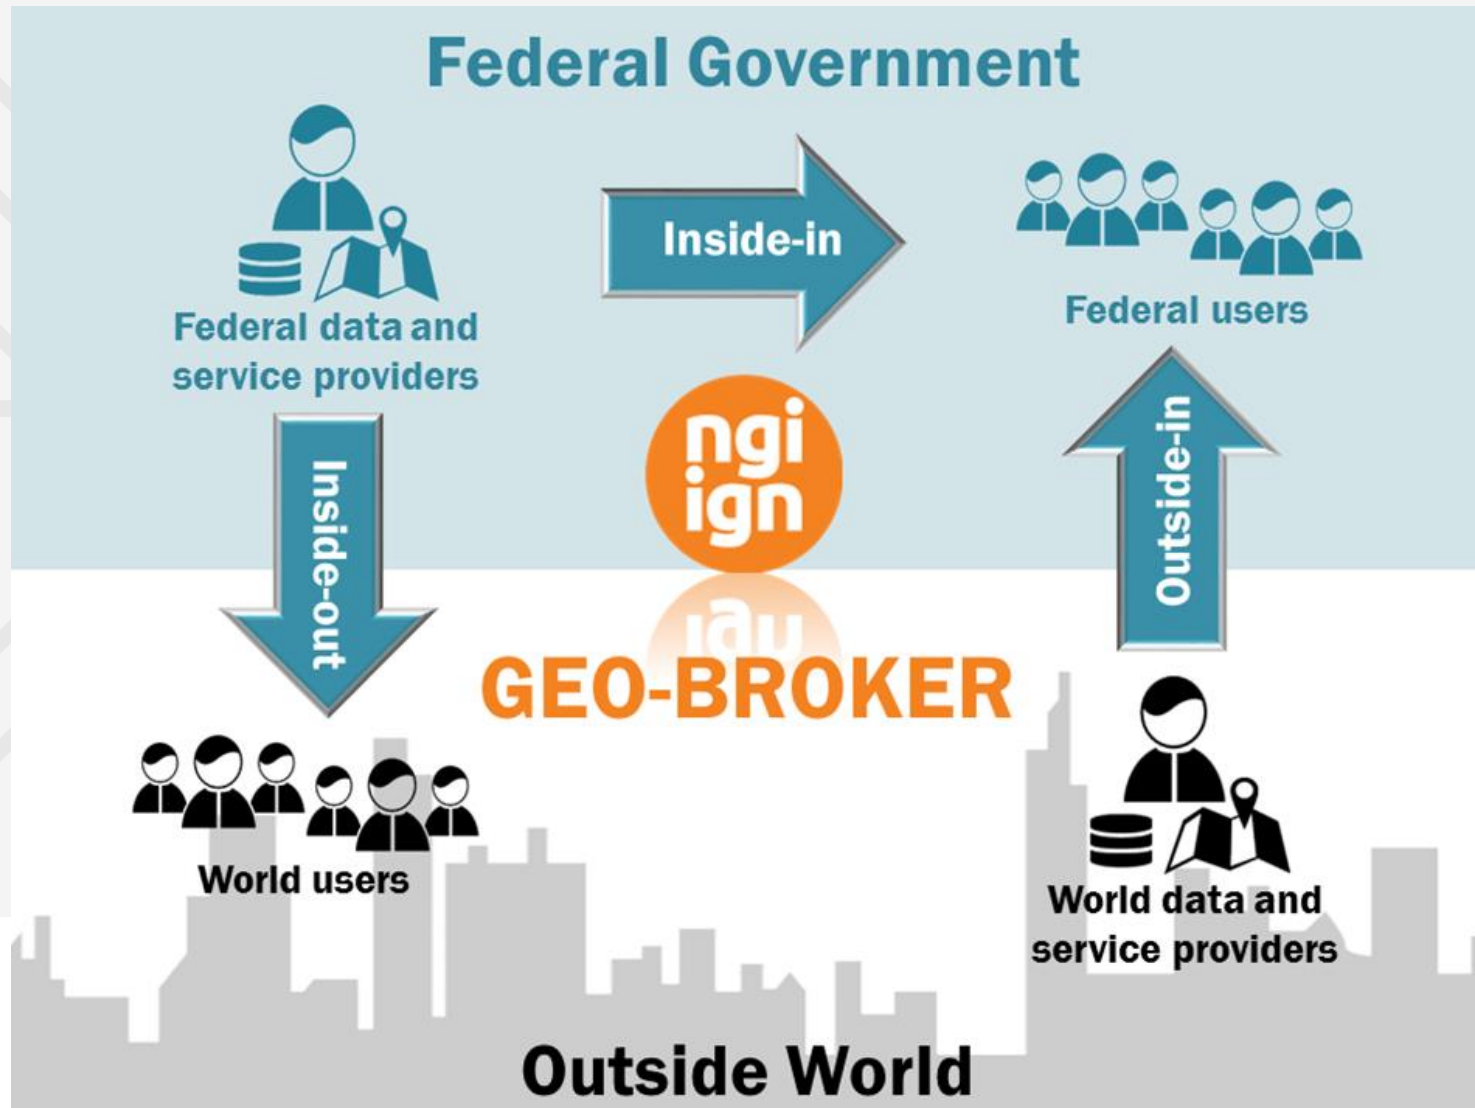 Federal Government
Inside-in
Federal users
Federal data and
service providers
ngi
ign
Inside-out
Outside-in
GEO-BROKER
World users
World data and
service providers
Outside World